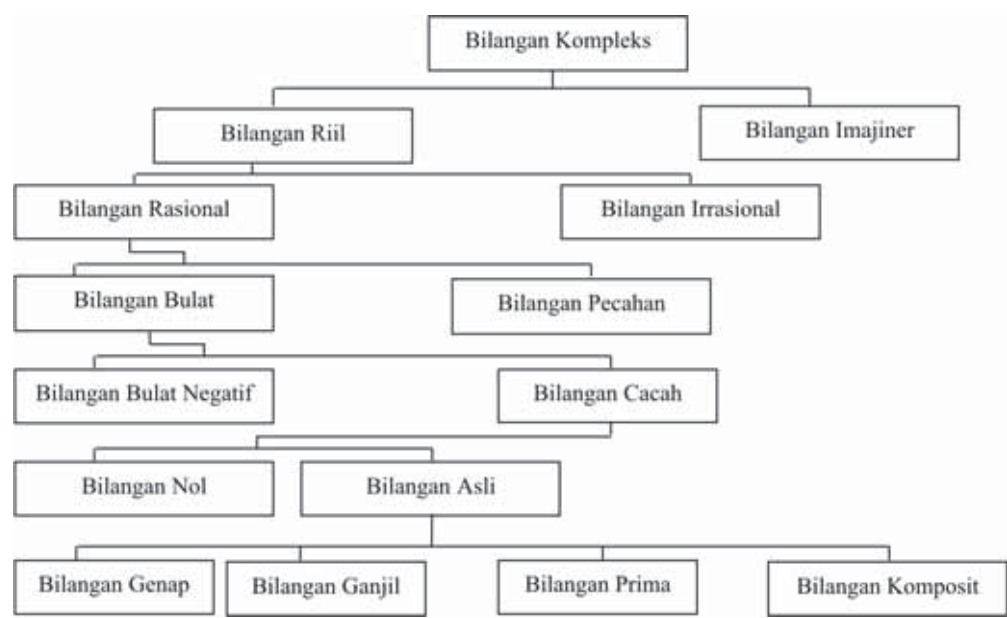 Bilangan Kompleks
Bilangan Riil
Bilangan Imajiner
Bilangan Rasional
Bilangan Irrasional
Bilangan Bulat
Bilangan Pecahan
Bilangan Bulat Negatif
Bilangan Cacah
Bilangan Nol
Bilangan Asli
Bilangan Genap
Bilangan Ganjil
Bilangan Prima
Bilangan Komposit